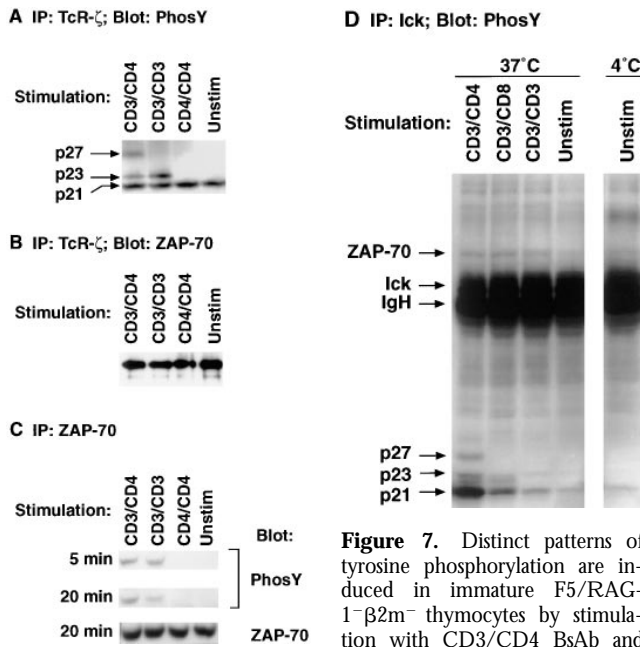 A IP: TcR-ζ; Blot: PhosY
Stimulation:
CD3/CD4
CD3/CD3
CD4/CD4
Unstim
p27
p23
p21
B IP: TcR-ζ; Blot: ZAP-70
Stimulation:
CD3/CD4
CD3/CD3
CD4/CD4
Unstim
C IP: ZAP-70
Stimulation:
CD3/CD4
CD3/CD3
CD4/CD4
Unstim
Blot:
5 min
PhosY
20 min
20 min
ZAP-70
D IP: lck; Blot: PhosY
37°C
4°C
Stimulation:
CD3/CD4
CD3/CD8
CD3/CD3
Unstim
Unstim
ZAP-70
lck
IgH
p27
p23
p21
Figure 7. Distinct patterns of
tyrosine phosphorylation are in-
duced in immature F5/RAG-
1⁻β2m⁻ thymocytes by stimula-
tion with CD3/CD4 BsAb and